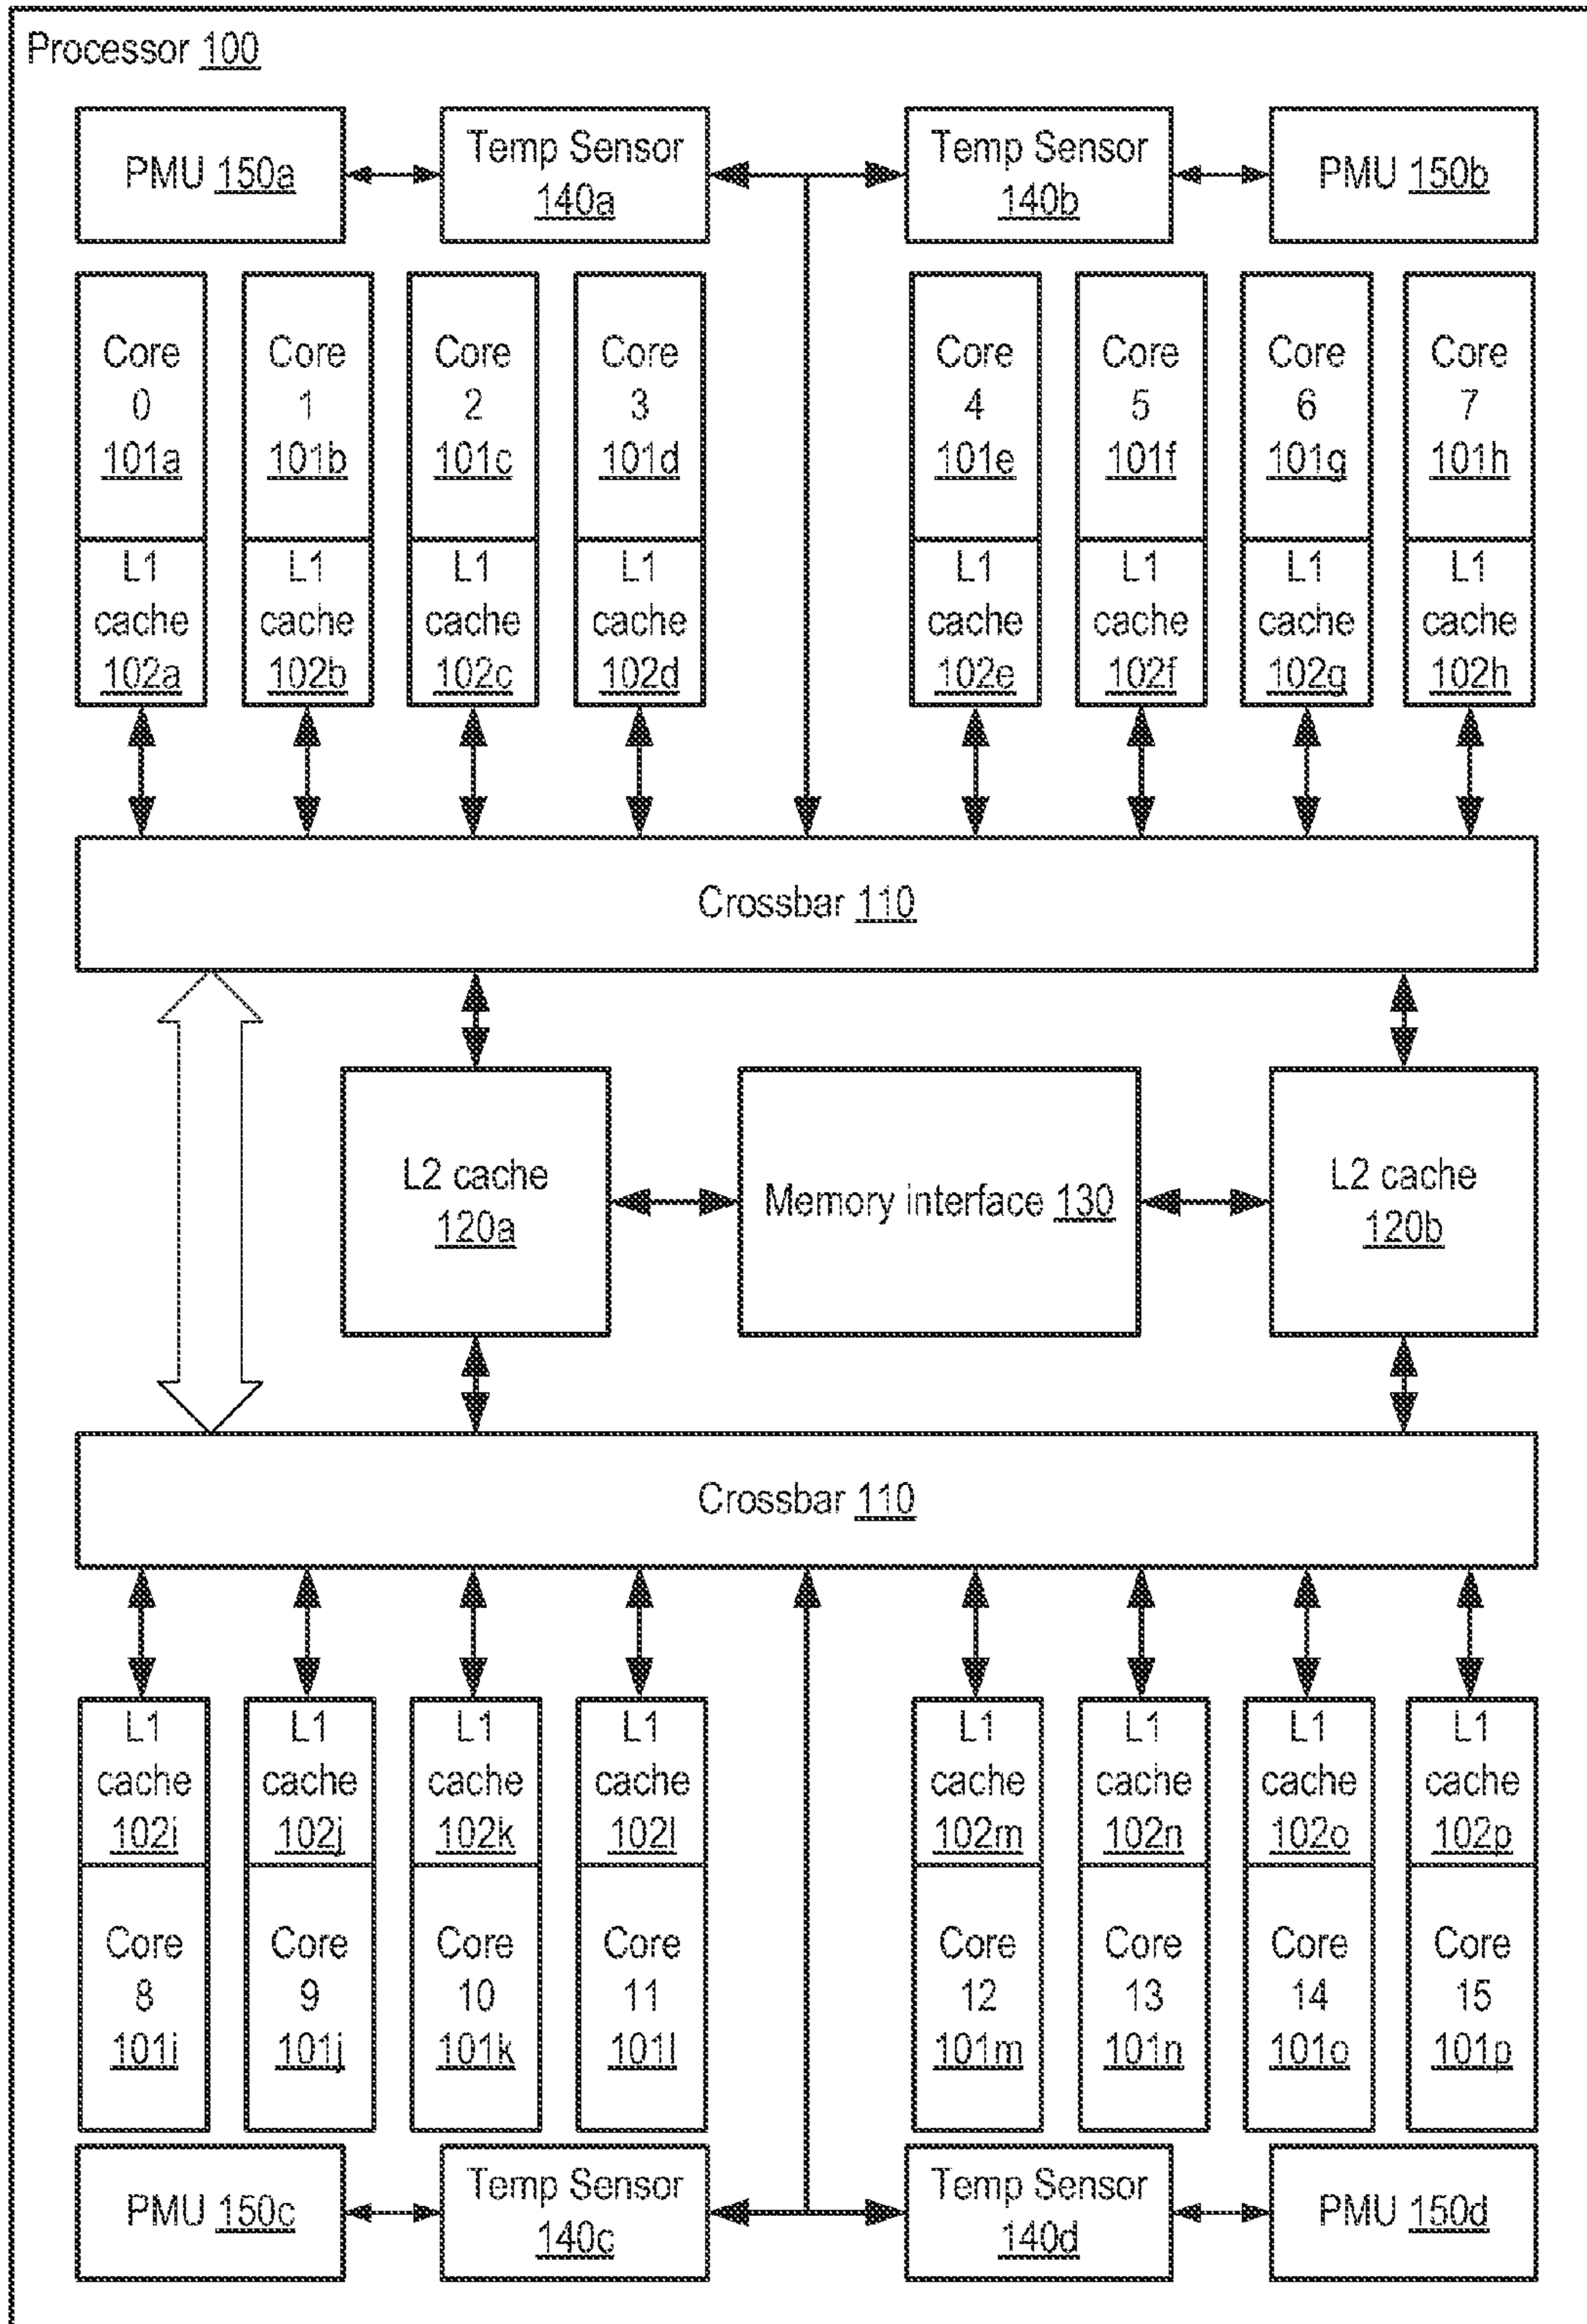 Processor 100
PMU 150a
Temp Sensor
140a
Temp Sensor
140b
PMU 150b
Core
0
101a
Core
1
101b
Core
2
101c
Core
3
101d
Core
4
101e
Core
5
101f
Core
6
101g
Core
7
101h
L1
cache
102a
L1
cache
102b
L1
cache
102c
L1
cache
102d
L1
cache
102e
L1
cache
102f
L1
cache
102g
L1
cache
102h
Crossbar 110
L2 cache
120a
Memory interface 130
L2 cache
120b
Crossbar 110
L1
cache
102i
L1
cache
102j
L1
cache
102k
L1
cache
102l
L1
cache
102m
L1
cache
102n
L1
cache
102o
L1
cache
102p
Core
8
101i
Core
9
101j
Core
10
101k
Core
11
101l
Core
12
101m
Core
13
101n
Core
14
101o
Core
15
101p
PMU 150c
Temp Sensor
140c
Temp Sensor
140d
PMU 150d